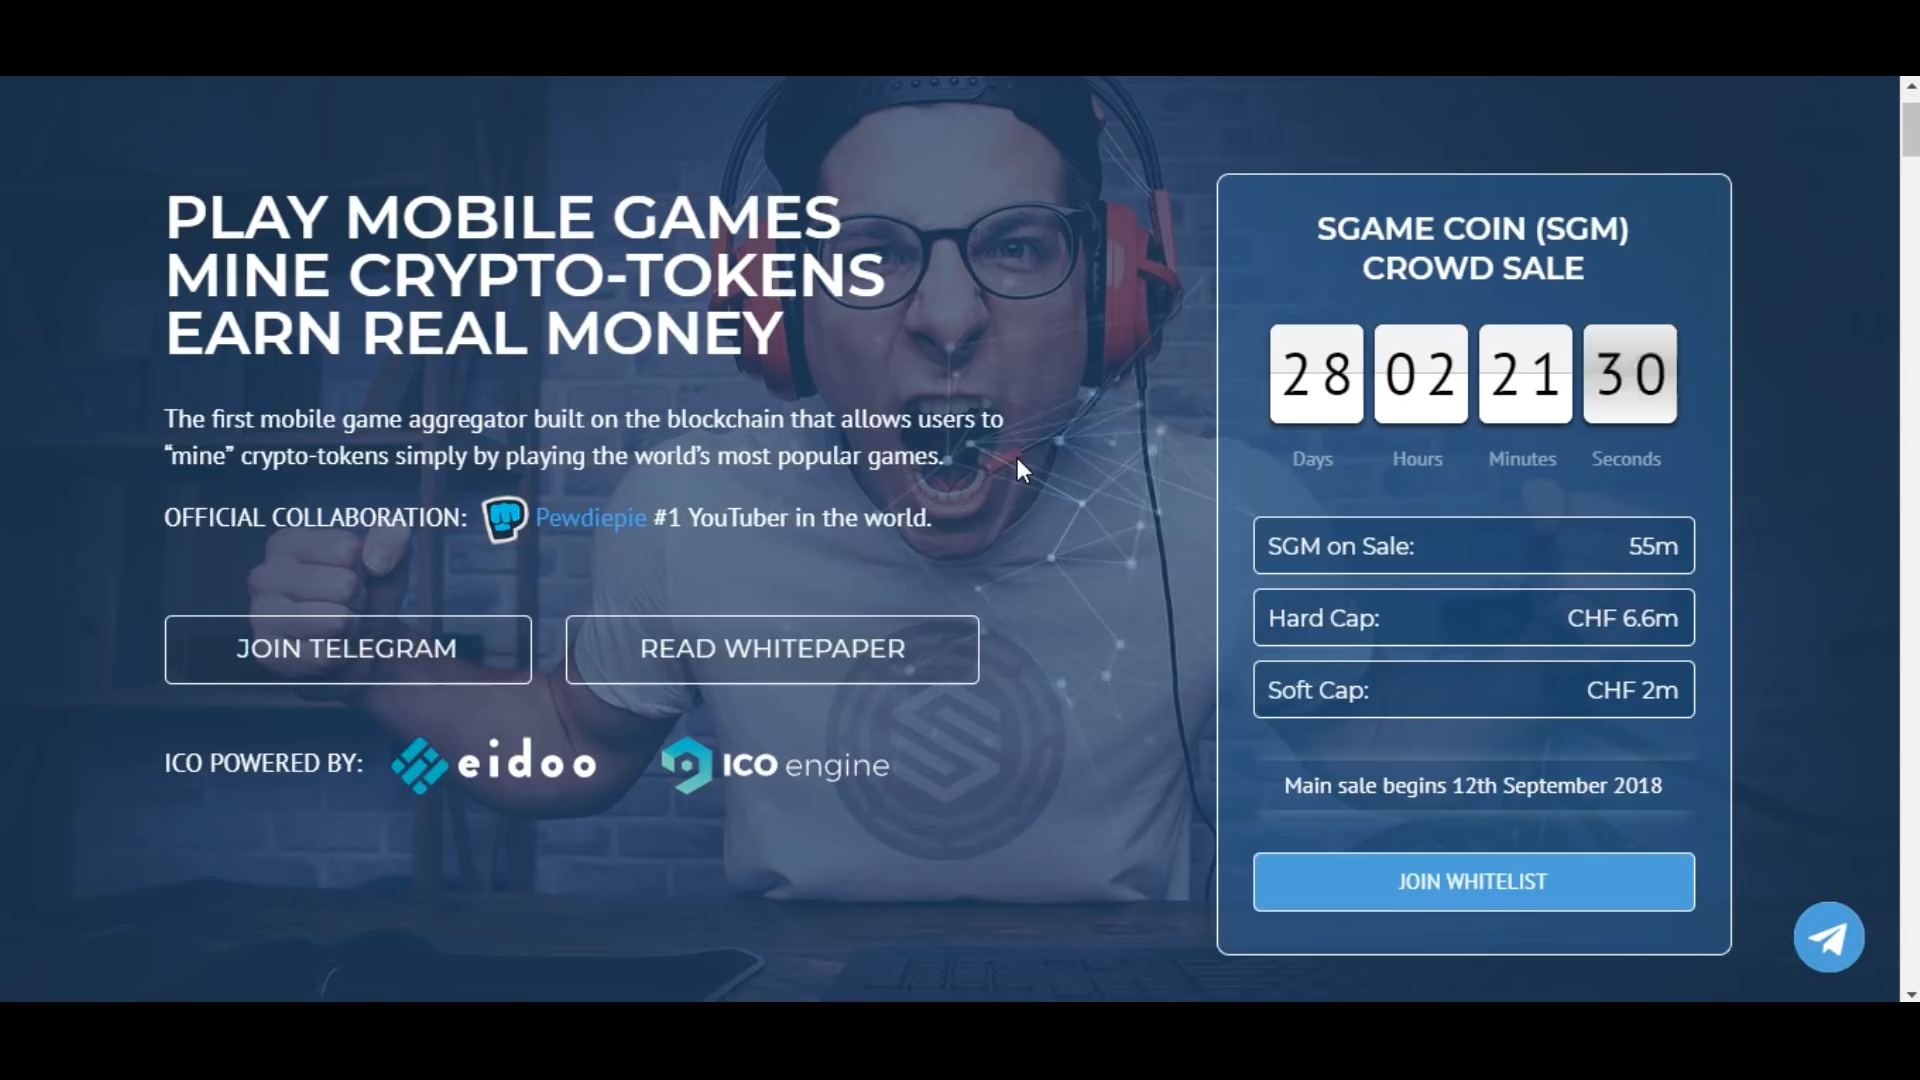 PLAY MOBILE GAMES
MINE CRYPTO-TOKENS
EARN REAL MONEY
The first mobile game aggregator built on the blockchain that allows users to
“mine” crypto-tokens simply by playing the world's most popular games.
OFFICIAL COLLABORATION: Pewdiepie #1 YouTuber in the world.
JOIN TELEGRAM
READ WHITEPAPER
ICO POWERED BY: eidoo ICO engine
SGAME COIN (SGM)
CROWD SALE
28 02 21 30
Days Hours Minutes Seconds
SGM on Sale: 55m
Hard Cap: CHF 6.6m
Soft Cap: CHF 2m
Main sale begins 12th September 2018
JOIN WHITELIST